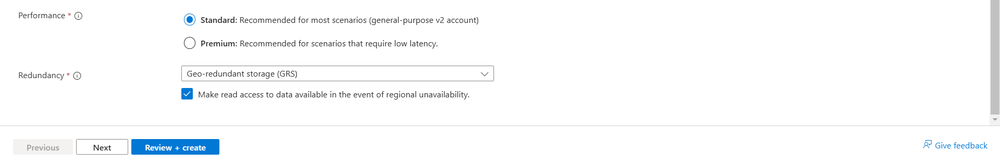 Performance *
Standard: Recommended for most scenarios (general-purpose v2 account)
Premium: Recommended for scenarios that require low latency.
Redundancy *
Geo-redundant storage (GRS)
Make read access to data available in the event of regional unavailability.
Previous
Next
Review + create
Give feedback